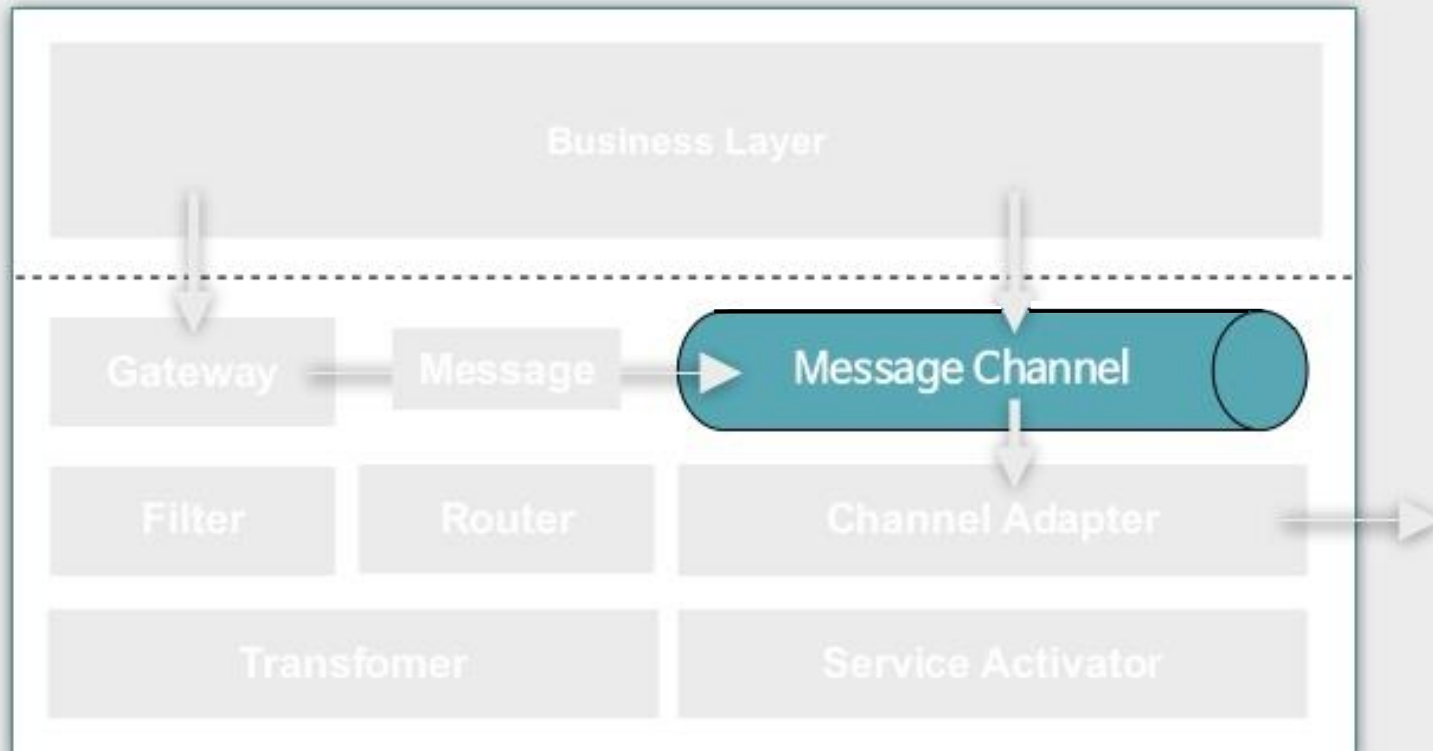 Business Layer
Gateway
Message
Message Channel
Filter
Router
Channel Adapter
Transfomer
Service Activator